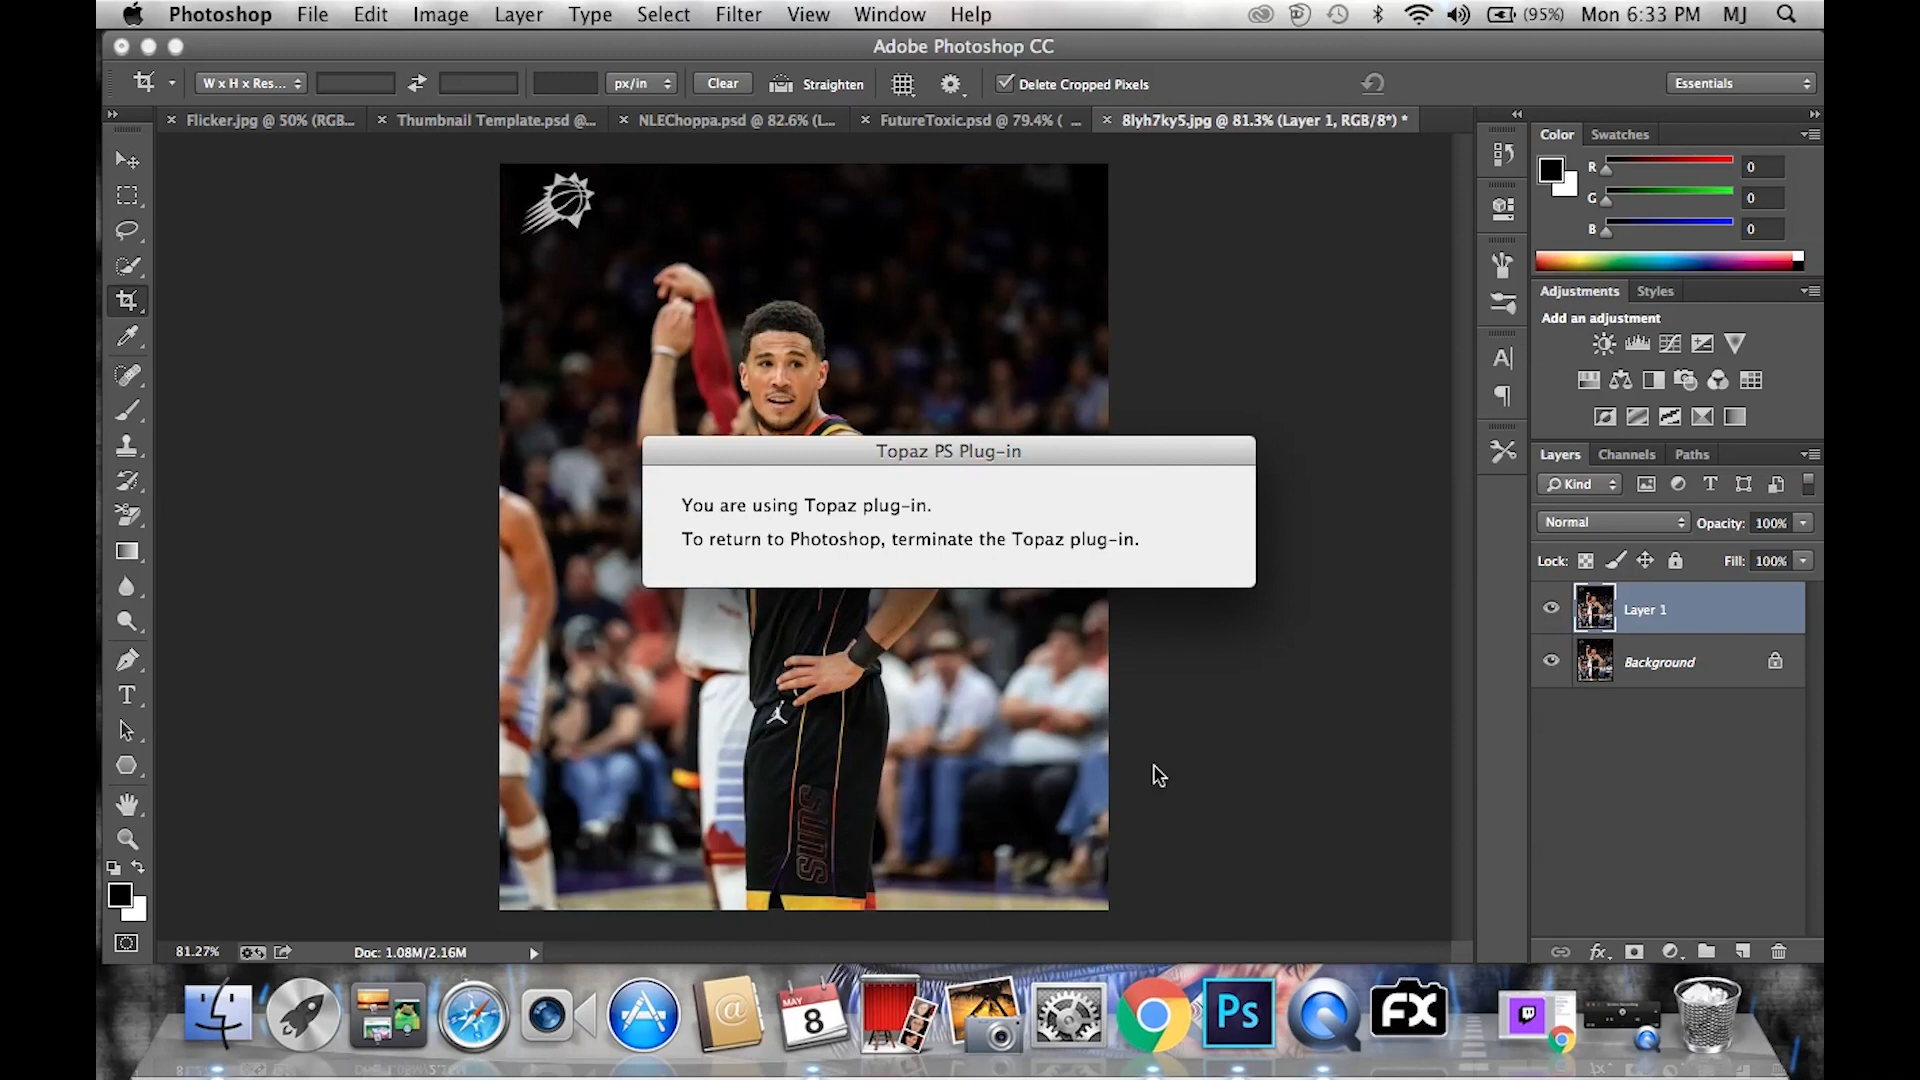 Photoshop File Edit Image Layer Type Select Filter View Window Help (95%) Mon 6:33 PM MJ
Adobe Photoshop CC
W x H x Res... px/in Clear Straighten Delete Cropped Pixels Essentials
Flicker.jpg @ 50% (RGB... Thumbnail Template.psd @... NLEChoppa.psd @ 82.6% (L... FutureToxic.psd @ 79.4% ( ... 8lyh7ky5.jpg @ 81.3% (Layer 1, RGB/8*) *
Color Swatches
R 0
G 0
B 0
Adjustments Styles
Add an adjustment
Topaz PS Plug-in
You are using Topaz plug-in.
To return to Photoshop, terminate the Topaz plug-in.
Layers Channels Paths
Kind
Normal Opacity: 100%
Lock: Fill: 100%
Layer 1
Background
SUNS
81.27% Doc: 1.08M/2.16M
MAY
8
Ps
FX